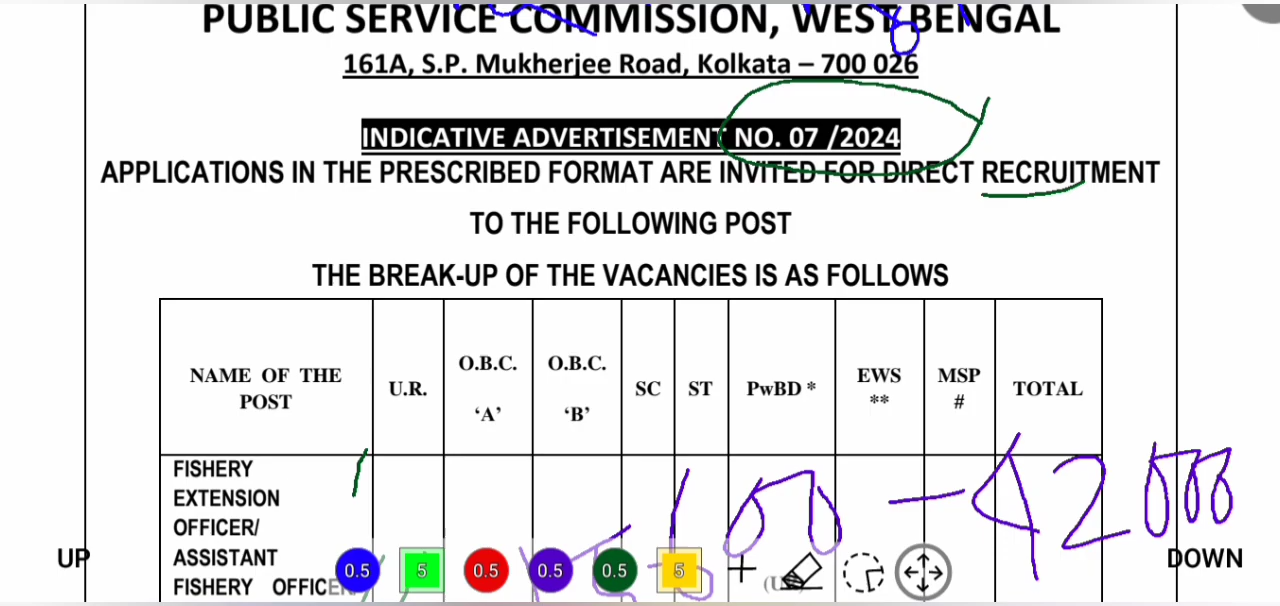 PUBLIC SERVICE COMMISSION, WEST BENGAL
161A, S.P. Mukherjee Road, Kolkata – 700 026
INDICATIVE ADVERTISEMENT NO. 07 /2024
APPLICATIONS IN THE PRESCRIBED FORMAT ARE INVITED FOR DIRECT RECRUITMENT
TO THE FOLLOWING POST
THE BREAK-UP OF THE VACANCIES IS AS FOLLOWS
NAME OF THE POST U.R. O.B.C. 'A' O.B.C. 'B' SC ST PwBD * EWS ** MSP # TOTAL
FISHERY
EXTENSION
OFFICER/
ASSISTANT
FISHERY OFFICE
42000
UP 0.5 5 0.5 0.5 0.5 5 DOWN